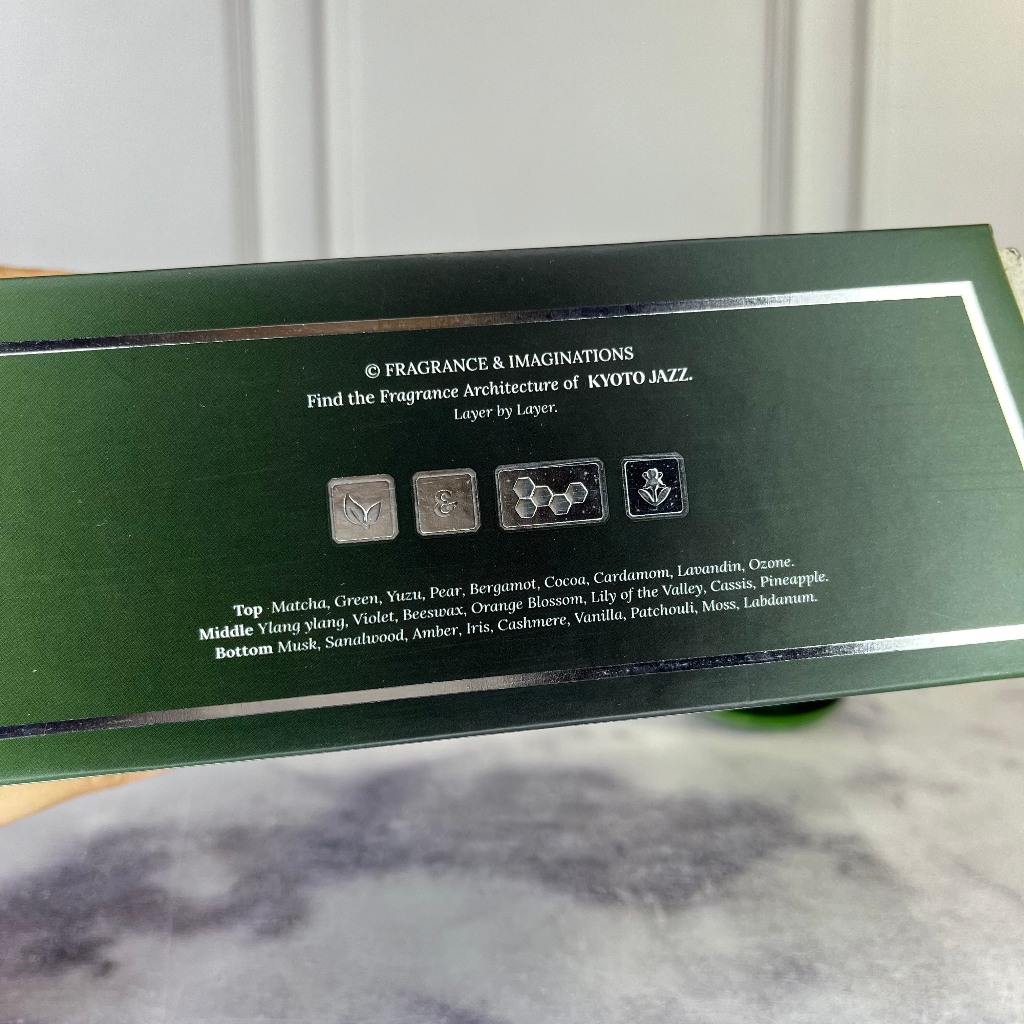 © FRAGRANCE & IMAGINATIONS
Find the Fragrance Architecture of KYOTO JAZZ.
Layer by Layer.
&
Top Matcha, Green, Yuzu, Pear, Bergamot, Cocoa, Cardamom, Lavandin, Ozone.
Middle Ylang ylang, Violet, Beeswax, Orange Blossom, Lily of the Valley, Cassis, Pineapple.
Bottom Musk, Sanalwood, Amber, Iris, Cashmere, Vanilla, Patchouli, Moss, Labdanum.